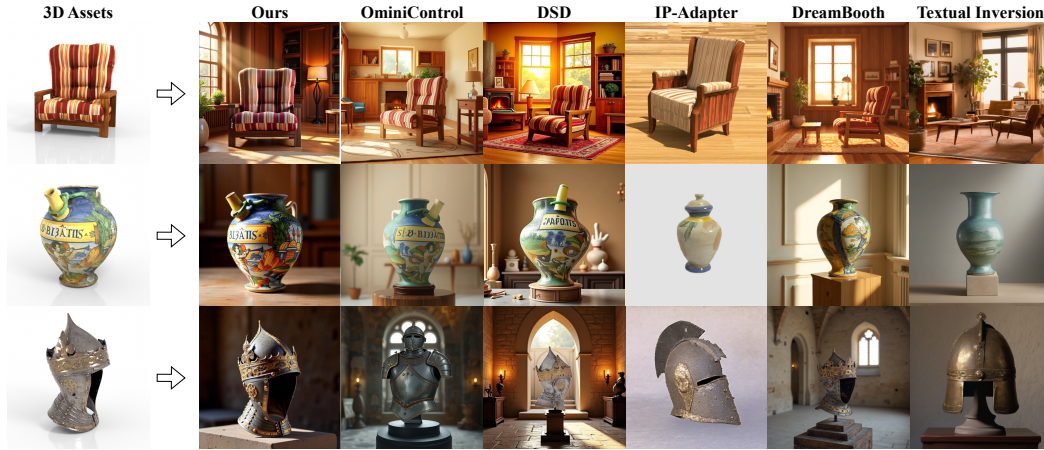 3D Assets
Ours
OminiControl
DSD
IP-Adapter
DreamBooth
Textual Inversion